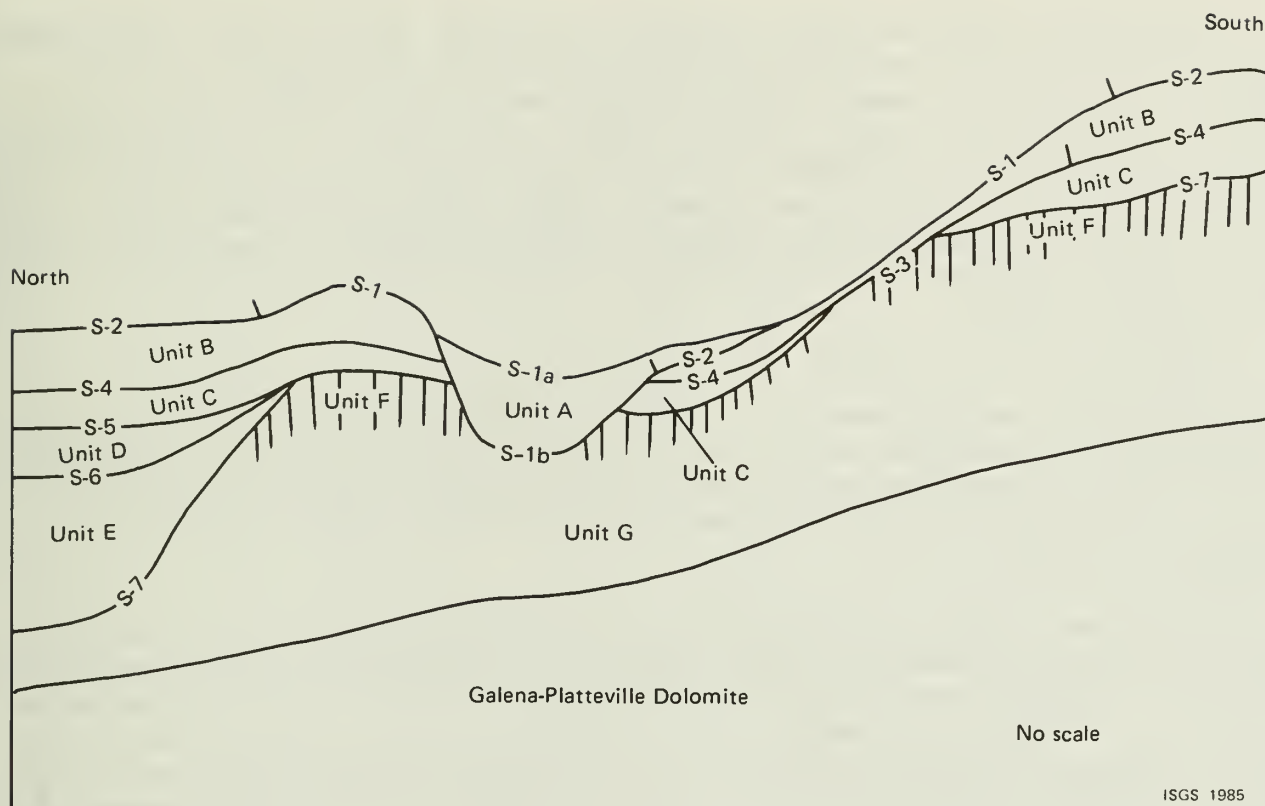 South
S-2
Unit B
S-4
S-1
Unit C
S-7
Unit F
S-3
North
S-1
S-2
Unit B
S-1a
S-2
S-4
S-4
Unit C
Unit F
Unit A
S-5
Unit D
S-1b
S-6
Unit C
Unit E
Unit G
S-7
Galena-Platteville Dolomite
No scale
ISGS 1985